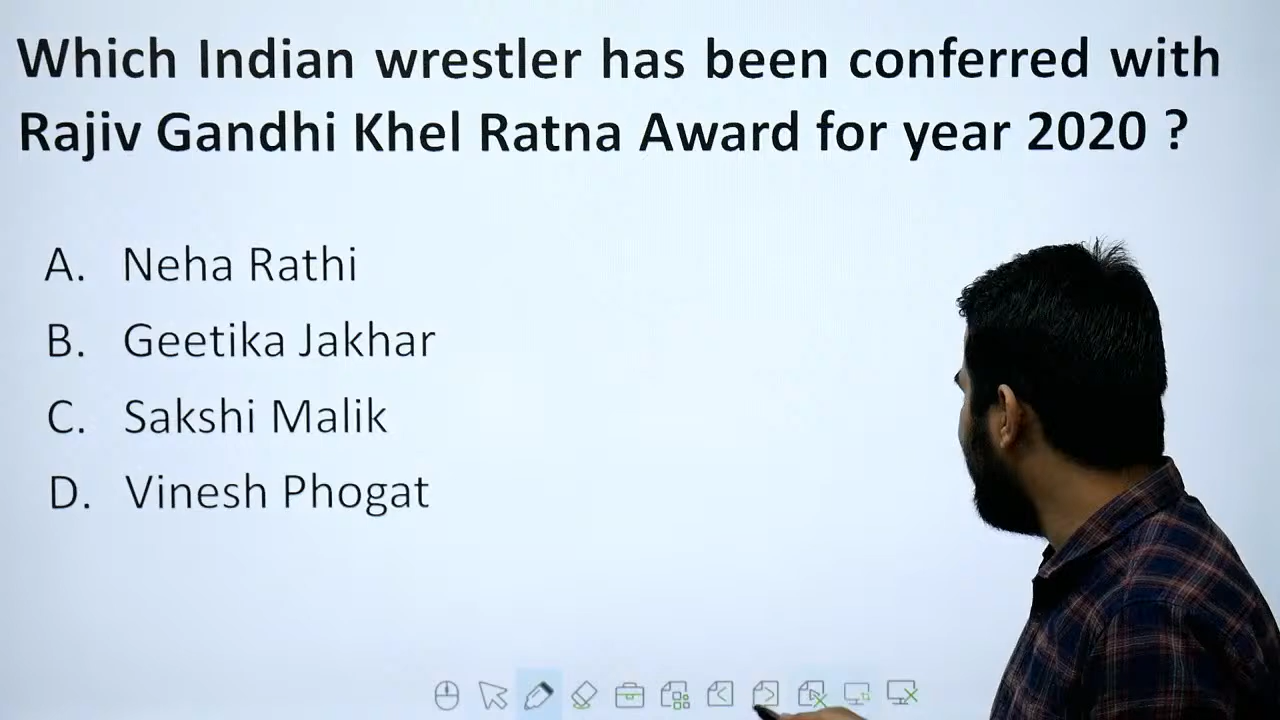 Which Indian wrestler has been conferred with
Rajiv Gandhi Khel Ratna Award for year 2020 ?
A. Neha Rathi
B. Geetika Jakhar
C. Sakshi Malik
D. Vinesh Phogat